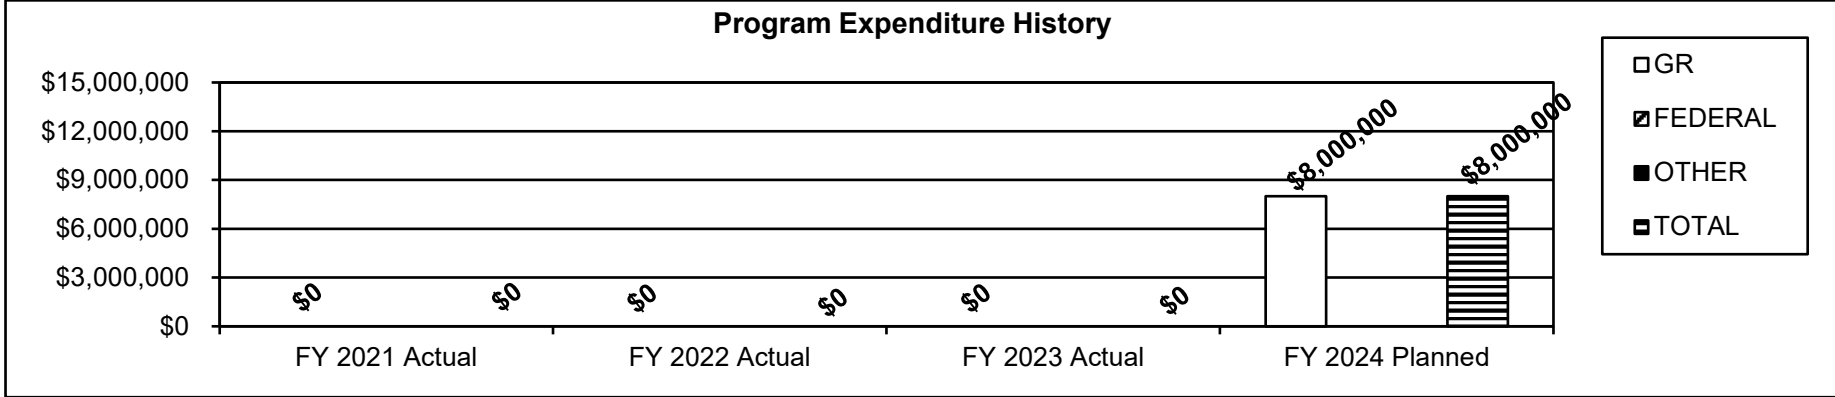 Program Expenditure History
$15,000,000
$12,000,000
$9,000,000
$6,000,000
$3,000,000
$0
$0
$0
$0
$0
$0
$0
$8,000,000
$8,000,000
FY 2021 Actual
FY 2022 Actual
FY 2023 Actual
FY 2024 Planned
GR
FEDERAL
OTHER
TOTAL